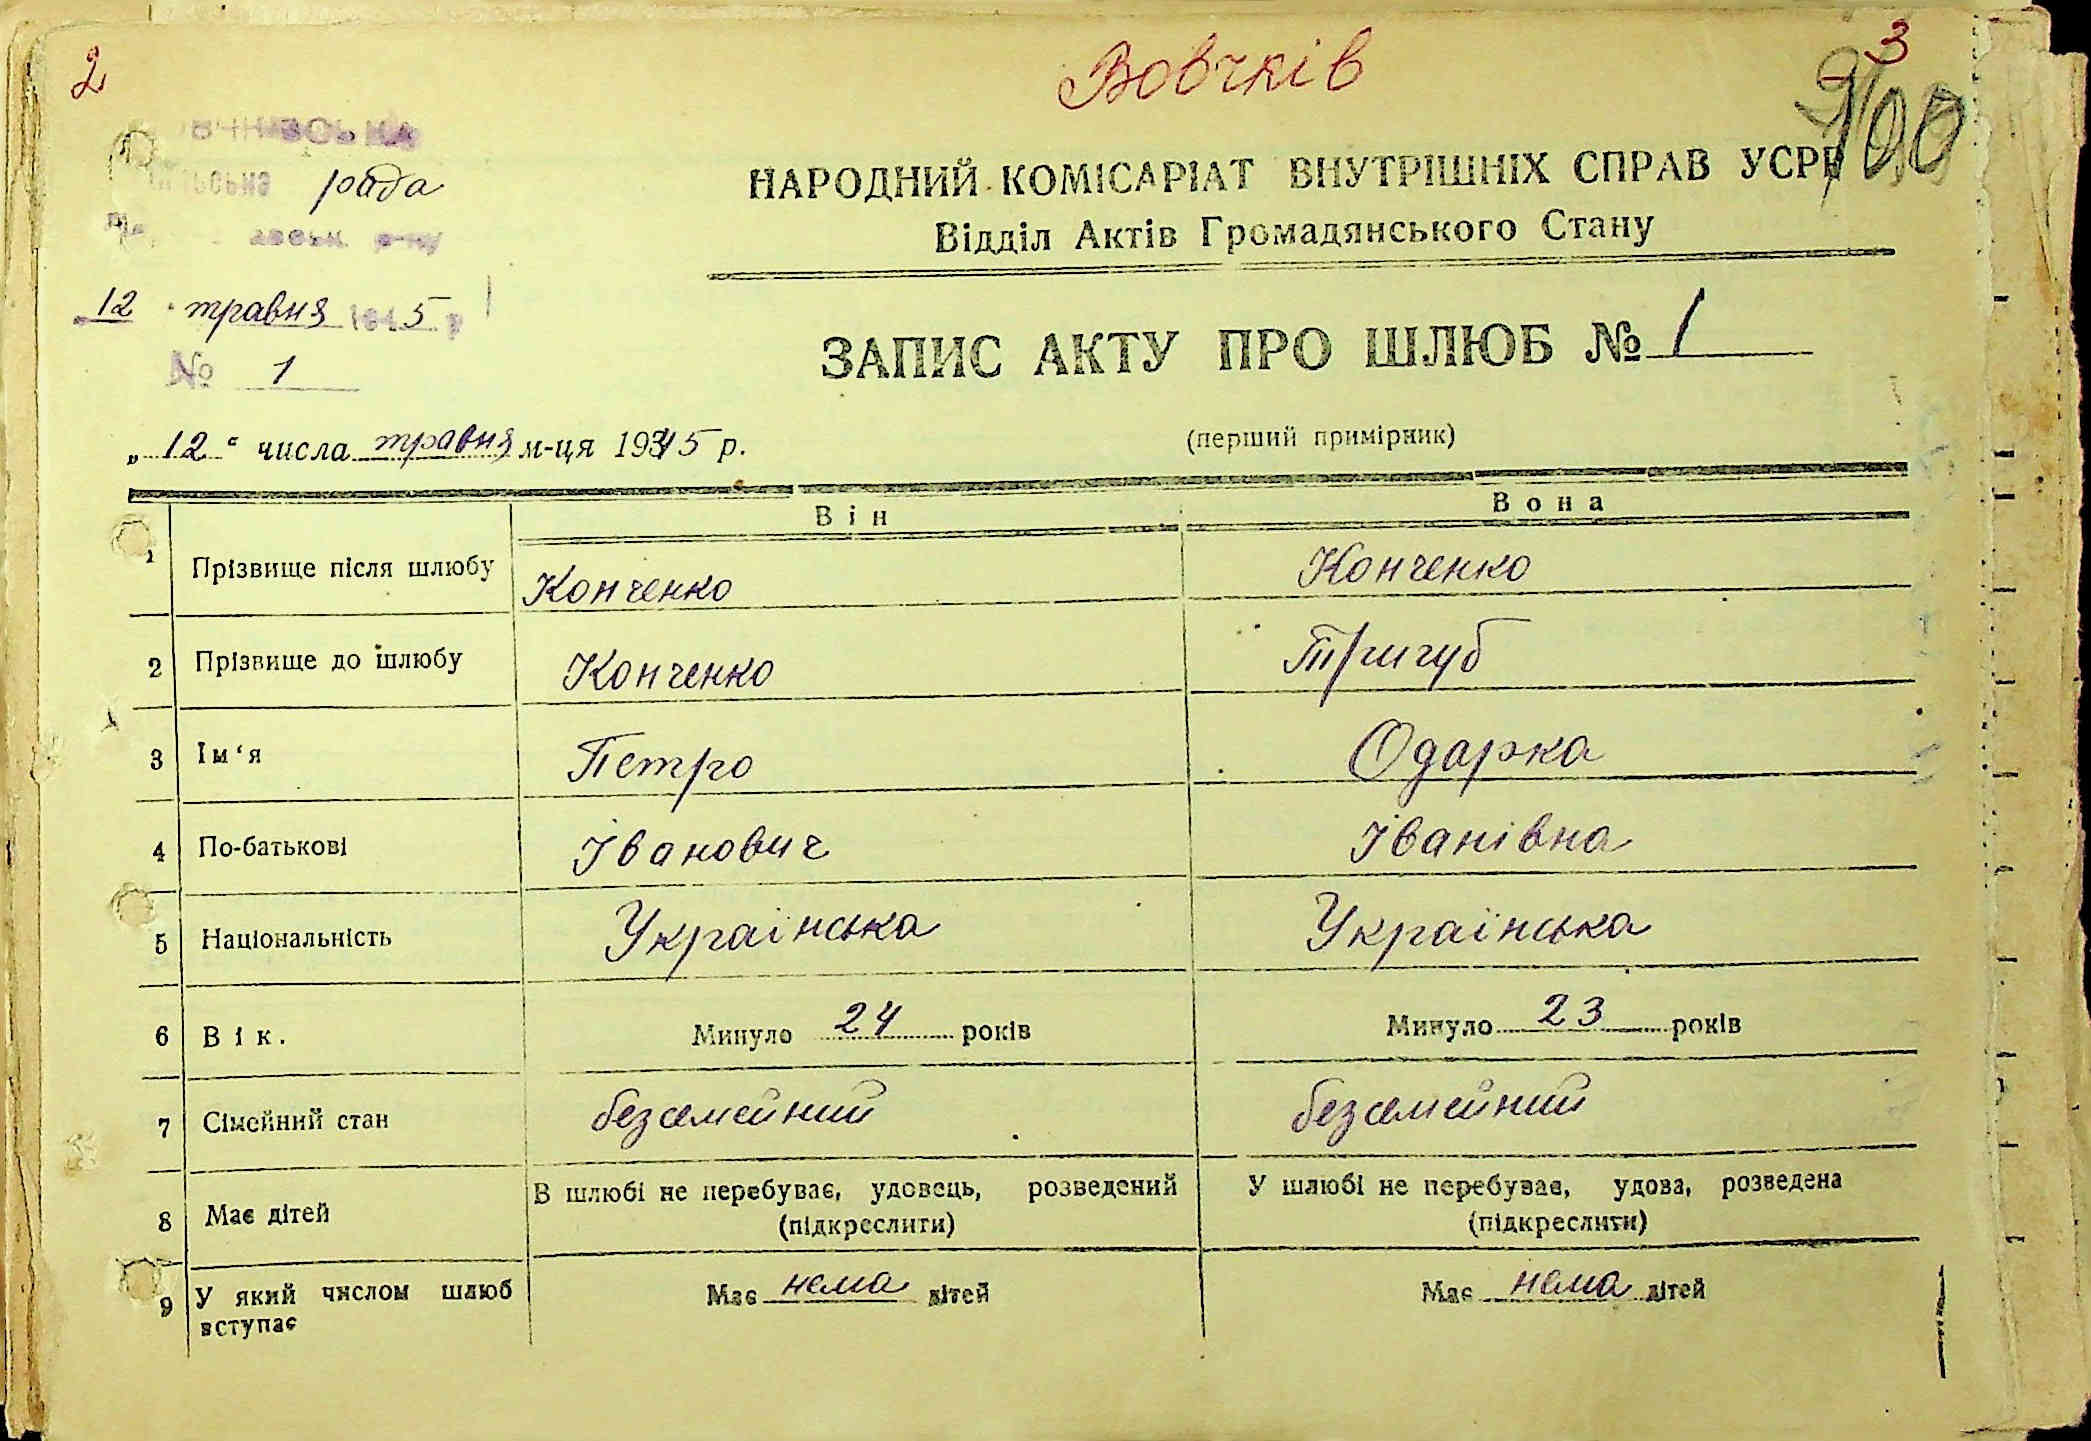 2
Вовчків
3
рада
НАРОДНИЙ КОМІСАРІАТ ВНУТРІШНІХ СПРАВ УСРР
Відділ Актів Громадянського Стану
12 травня 1945 р
ЗАПИС АКТУ ПРО ШЛЮБ № 1
№ 1
(перший примірник)
„12“ числа травня м-ця 1945 р.
Він Вона
1 Прізвище після шлюбу Конченко Конченко
2 Прізвище до шлюбу Конченко Тригуб
3 Ім‘я Петро Одарка
4 По-батькові Іванович Іванівна
5 Національність Українська Українська
6 Вік. Минуло 24 років Минуло 23 років
7 Сімейний стан безсмейний безсмейний
8 Має дітей В шлюбі не перебуває, удовець, розведений У шлюбі не перебуває, удова, розведена
(підкреслити) (підкреслити)
9 У який числом шлюб Має нема дітей Має нема дітей
вступає